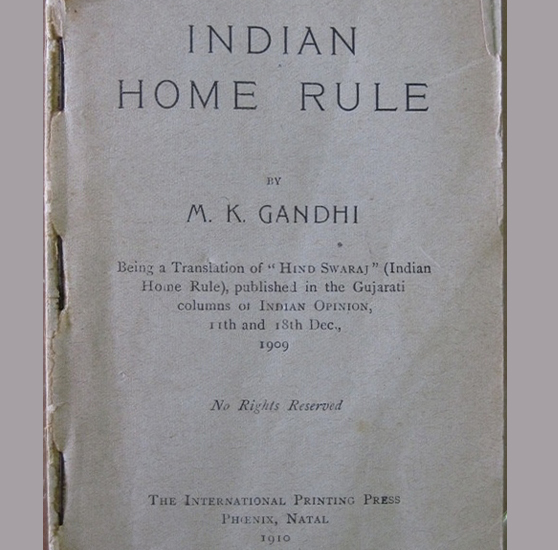 INDIAN
HOME RULE
BY
M. K. GANDHI
Being a Translation of "HIND SWARAJ" (Indian
Home Rule), published in the Gujarati
columns of INDIAN OPINION,
11th and 18th Dec.,
1909
No Rights Reserved
THE INTERNATIONAL PRINTING PRESS
PHŒNIX, NATAL
1910